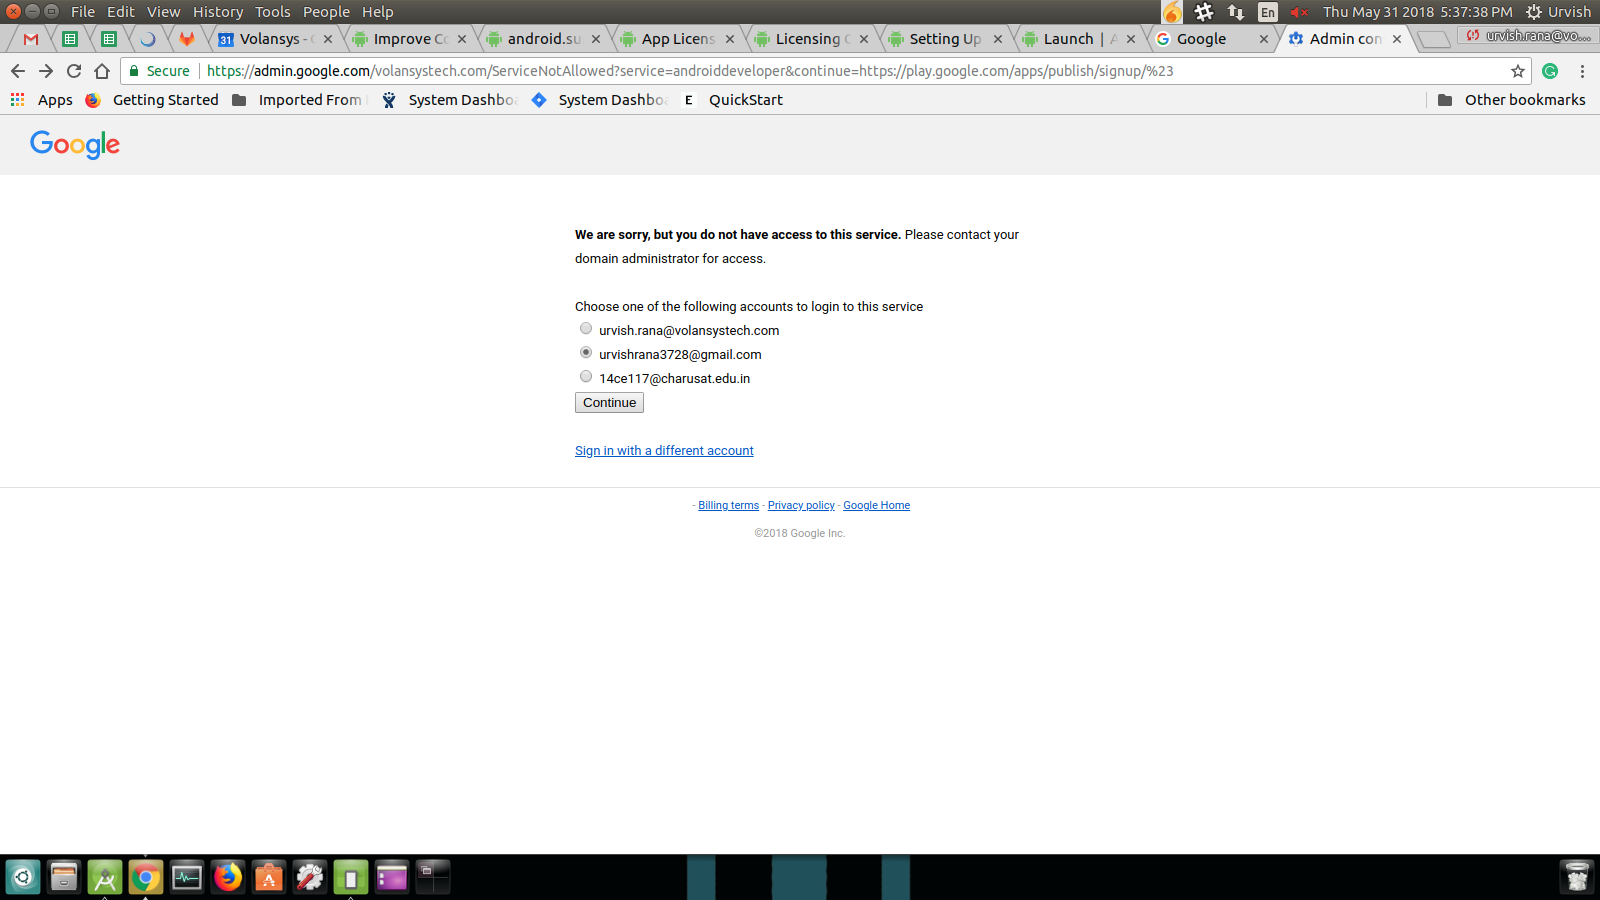 File Edit View History Tools People Help
En Thu May 31 2018 5:37:38 PM Urvish
31 Volansys - Improve Co android.su App Licens Licensing Setting Up Launch | A Google Admin con urvish.rana@vo...
Secure https://admin.google.com/volansystech.com/ServiceNotAllowed?service=androiddeveloper&continue=https://play.google.com/apps/publish/signup/%23
Apps Getting Started Imported From System Dashbo System Dashbo E QuickStart Other bookmarks
Google
We are sorry, but you do not have access to this service. Please contact your
domain administrator for access.
Choose one of the following accounts to login to this service
urvish.rana@volansystech.com
urvishrana3728@gmail.com
14ce117@charusat.edu.in
Continue
Sign in with a different account
- Billing terms - Privacy policy - Google Home
©2018 Google Inc.